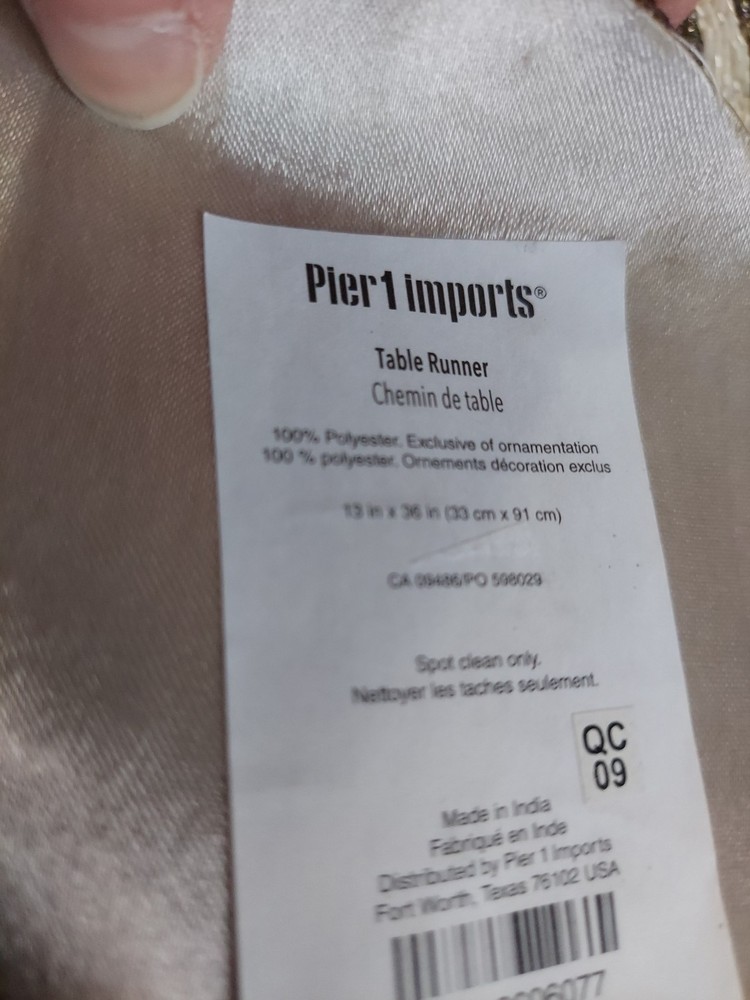 Pier 1 imports®
Table Runner
Chemin de table
100% Polyester. Exclusive of ornamentation
100 % polyester. Ornements décoration exclus
13 in x 36 in (33 cm x 91 cm)
CA 09486/PO 598029
Spot clean only.
Nettoyer les taches seulement.
QC
09
Made in India
Fabriqué en Inde
Distributed by Pier 1 Imports
Fort Worth, Texas 76102 USA